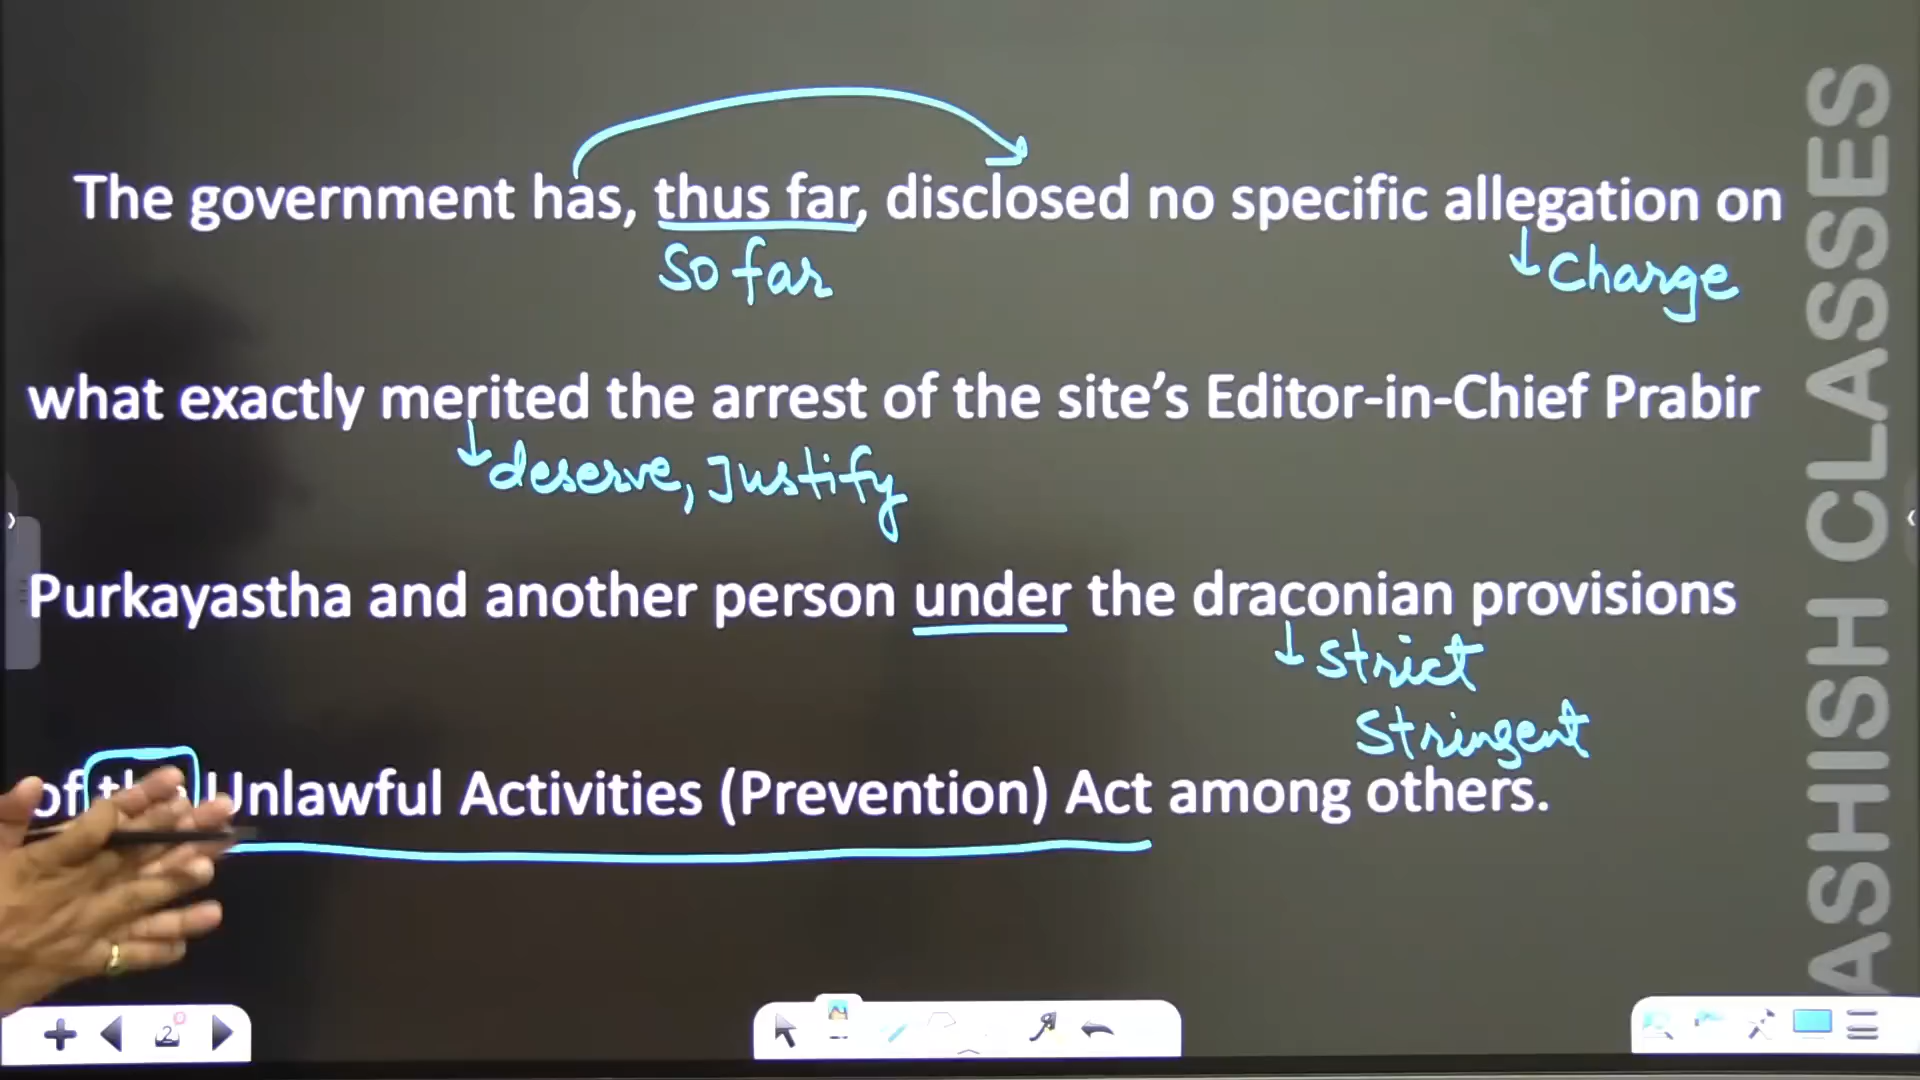 The government has, thus far, disclosed no specific allegation on
So far
Charge
what exactly merited the arrest of the site's Editor-in-Chief Prabir
deserve, Justify
Purkayastha and another person under the draconian provisions
strict
Stringent
of the Unlawful Activities (Prevention) Act among others.
ASHISH CLASSES
2